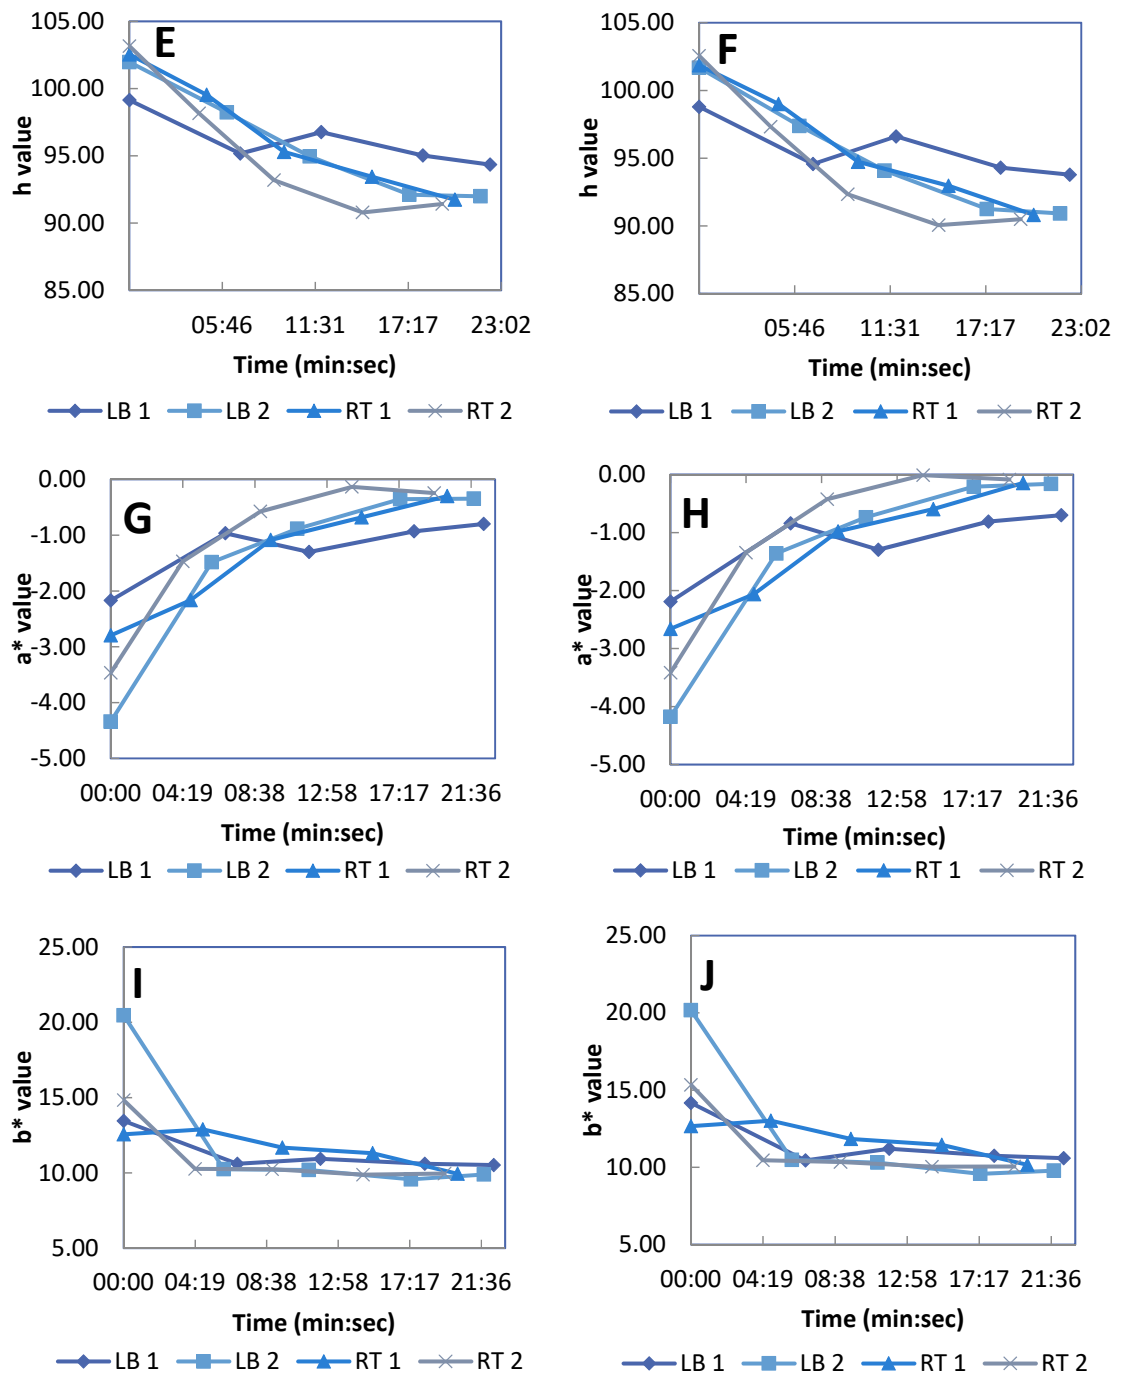 105.00
E
100.00
95.00
90.00
85.00
h value
05:46 11:31 17:17 23:02
Time (min:sec)
LB 1 LB 2 RT 1 RT 2
105.00
F
100.00
95.00
90.00
85.00
h value
05:46 11:31 17:17 23:02
Time (min:sec)
LB 1 LB 2 RT 1 RT 2
0.00
G
-1.00
-2.00
-3.00
-4.00
-5.00
a* value
00:00 04:19 08:38 12:58 17:17 21:36
Time (min:sec)
LB 1 LB 2 RT 1 RT 2
0.00
H
-1.00
-2.00
-3.00
-4.00
-5.00
a* value
00:00 04:19 08:38 12:58 17:17 21:36
Time (min:sec)
LB 1 LB 2 RT 1 RT 2
25.00
I
20.00
15.00
10.00
5.00
b* value
00:00 04:19 08:38 12:58 17:17 21:36
Time (min:sec)
LB 1 LB 2 RT 1 RT 2
25.00
J
20.00
15.00
10.00
5.00
b* value
00:00 04:19 08:38 12:58 17:17 21:36
Time (min:sec)
LB 1 LB 2 RT 1 RT 2